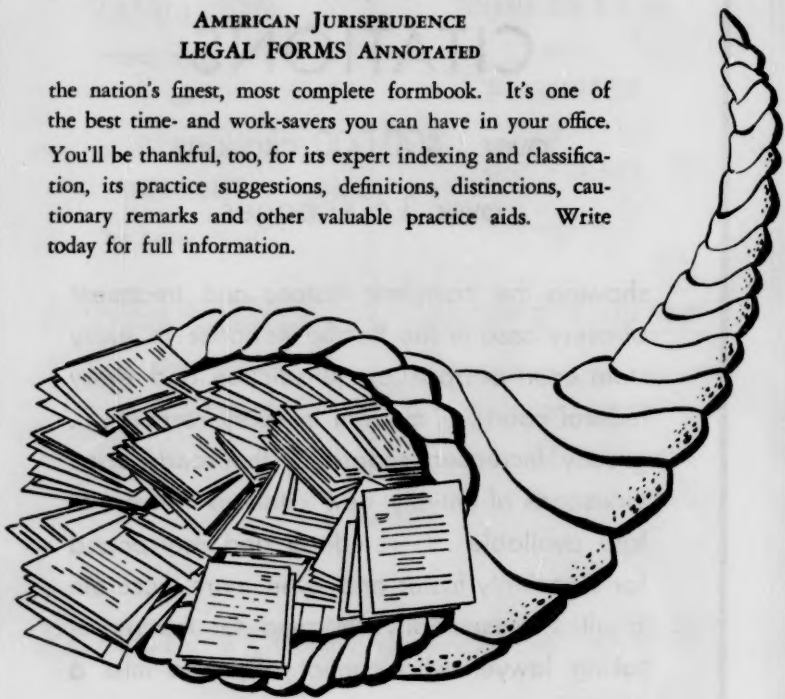 AMERICAN JURISPRUDENCE
LEGAL FORMS ANNOTATED
the nation's finest, most complete formbook. It's one of
the best time- and work-savers you can have in your office.
You'll be thankful, too, for its expert indexing and classifica-
tion, its practice suggestions, definitions, distinctions, cau-
tionary remarks and other valuable practice aids. Write
today for full information.